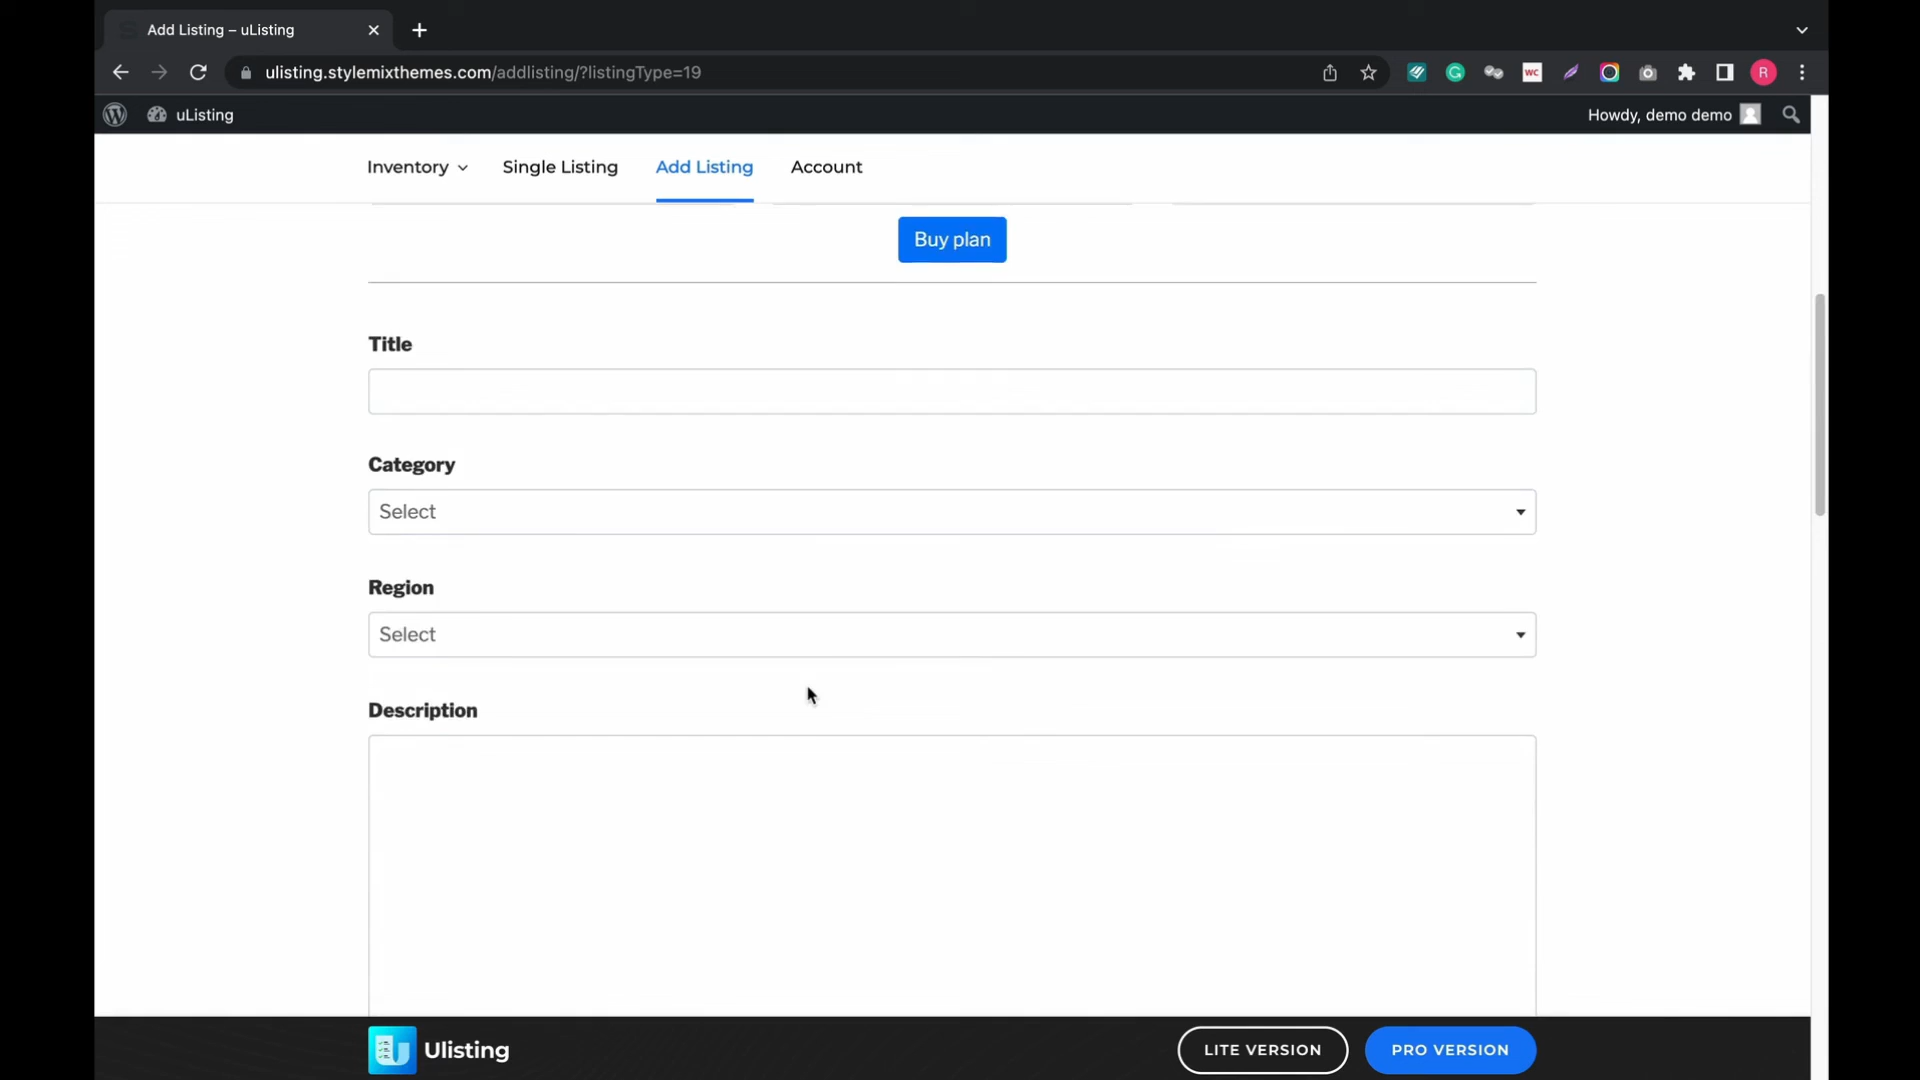 Add Listing – uListing
ulisting.stylemixthemes.com/addlisting/?listingType=19
WC
R
uListing
Howdy, demo demo
Inventory
Single Listing
Add Listing
Account
Buy plan
Title
Category
Select
Region
Select
Description
Ulisting
LITE VERSION
PRO VERSION